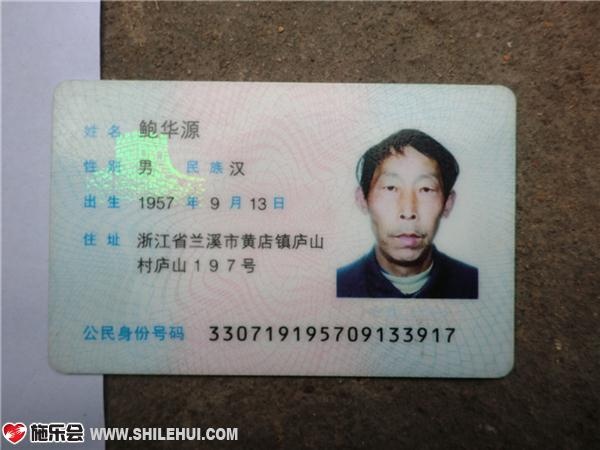 姓名 鲍华源
性别 男 民族 汉
出生 1957 年 9 月 13 日
住址 浙江省兰溪市黄店镇庐山
村庐山197号
公民身份号码 330719195709133917
施乐会 WWW.SHILEHUI.COM